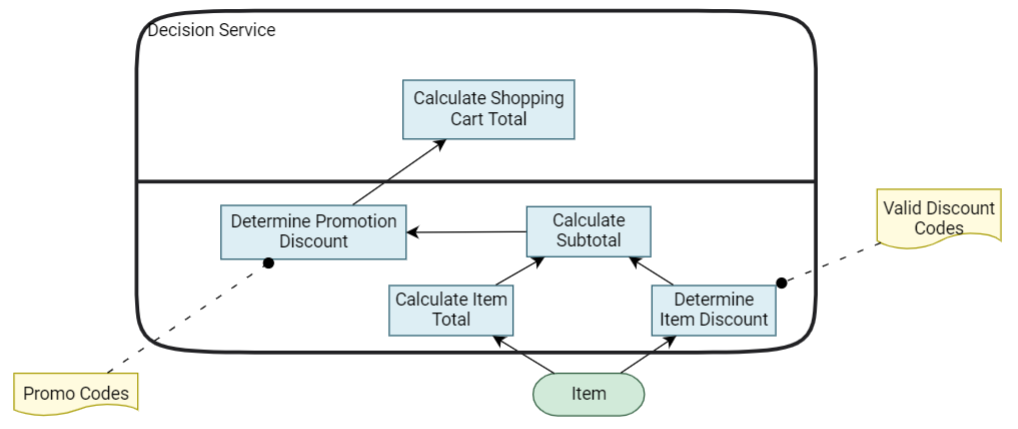 Decision Service
Calculate Shopping
Cart Total
Determine Promotion
Discount
Calculate
Subtotal
Valid Discount
Codes
Calculate Item
Total
Determine
Item Discount
Promo Codes
Item